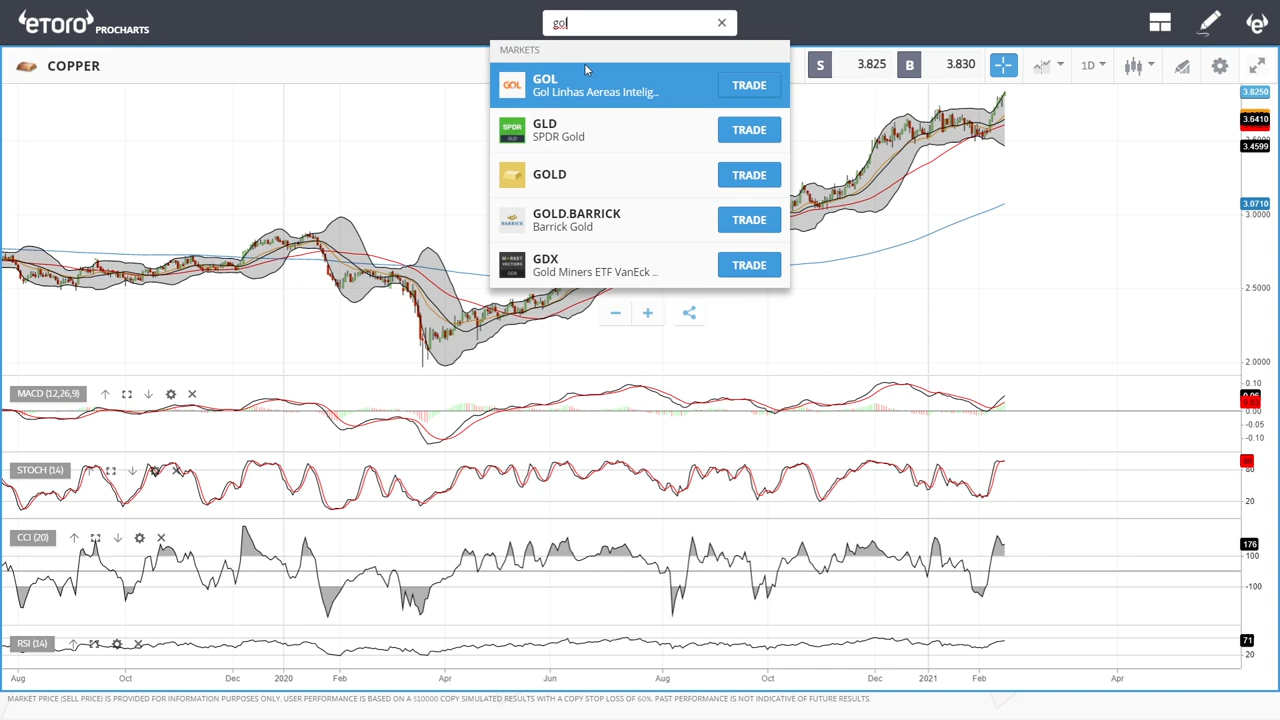 eToro PROCHARTS
gol
MARKETS
COPPER
S 3.825 B 3.830
1D
GOL
GOL
Gol Linhas Aereas Intelig...
TRADE
SPDR
GLD
GLD
SPDR Gold
TRADE
GOLD
TRADE
BARRICK
GOLD.BARRICK
Barrick Gold
TRADE
GDX
GDX
Gold Miners ETF VanEck ...
TRADE
3.8250
3.6410
3.4599
3.0710
3.0000
2.5000
2.0000
MACD (12,26,9)
0.10
0.00
-0.05
-0.10
STOCH (14)
80
20
CCI (20)
176
100
-100
RSI (14)
71
20
Aug Oct Dec 2020 Feb Apr Jun Aug Oct Dec 2021 Feb Apr
MARKET PRICE (SELL PRICE) IS PROVIDED FOR INFORMATION PURPOSES ONLY. USER PERFORMANCE IS BASED ON A $10000 COPY SIMULATED RESULTS WITH A COPY STOP LOSS OF 60%. PAST PERFORMANCE IS NOT INDICATIVE OF FUTURE RESULTS.